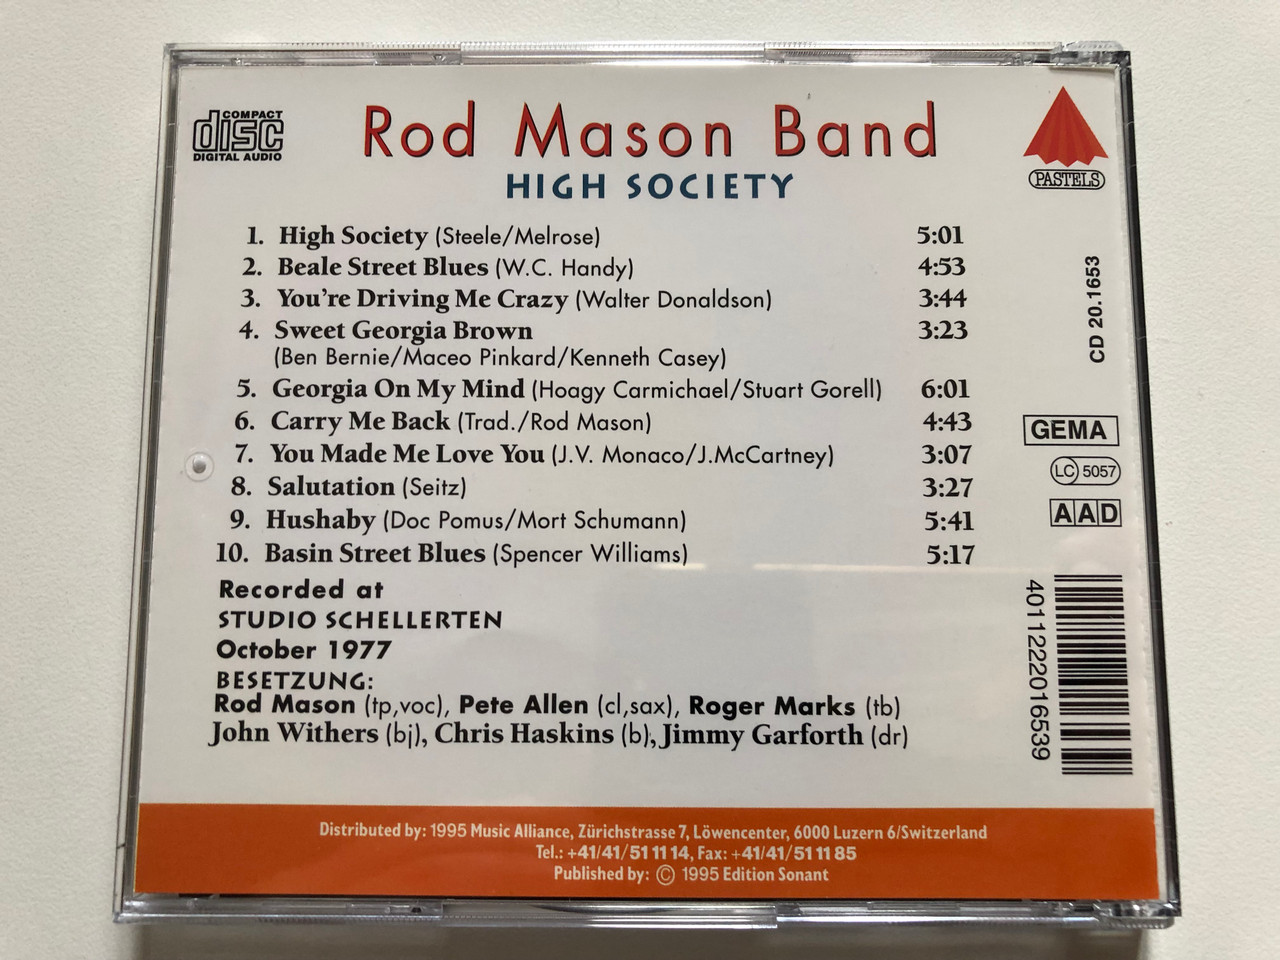 COMPACT
disc
DIGITAL AUDIO
Rod Mason Band
HIGH SOCIETY
PASTELS
1. High Society (Steele/Melrose) 5:01
2. Beale Street Blues (W.C. Handy) 4:53
3. You're Driving Me Crazy (Walter Donaldson) 3:44
4. Sweet Georgia Brown 3:23
(Ben Bernie/Maceo Pinkard/Kenneth Casey)
5. Georgia On My Mind (Hoagy Carmichael/Stuart Gorell) 6:01
6. Carry Me Back (Trad./Rod Mason) 4:43
7. You Made Me Love You (J.V. Monaco/J.McCartney) 3:07
8. Salutation (Seitz) 3:27
9. Hushaby (Doc Pomus/Mort Schumann) 5:41
10. Basin Street Blues (Spencer Williams) 5:17
Recorded at
STUDIO SCHELLERTEN
October 1977
BESETZUNG:
Rod Mason (tp,voc), Pete Allen (cl,sax), Roger Marks (tb)
John Withers (bj), Chris Haskins (b), Jimmy Garforth (dr)
CD 20.1653
GEMA
LC 5057
AAD
4011222016539
Distributed by: 1995 Music Alliance, Zürichstrasse 7, Löwencenter, 6000 Luzern 6/Switzerland
Tel.: +41/41/51 11 14, Fax: +41/41/51 11 85
Published by: © 1995 Edition Sonant